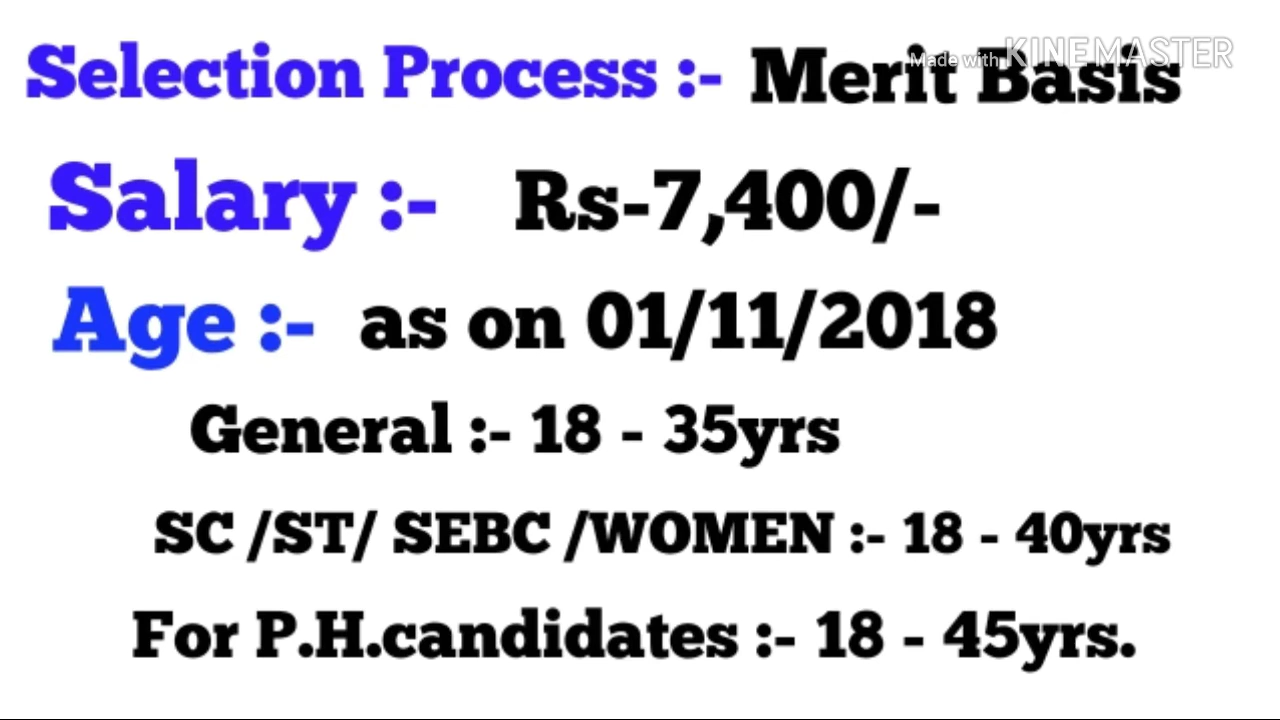 Selection Process :- Merit Basis
Made with KINEMASTER
Salary :- Rs-7,400/-
Age :- as on 01/11/2018
General :- 18 - 35yrs
SC /ST/ SEBC /WOMEN :- 18 - 40yrs
For P.H.candidates :- 18 - 45yrs.